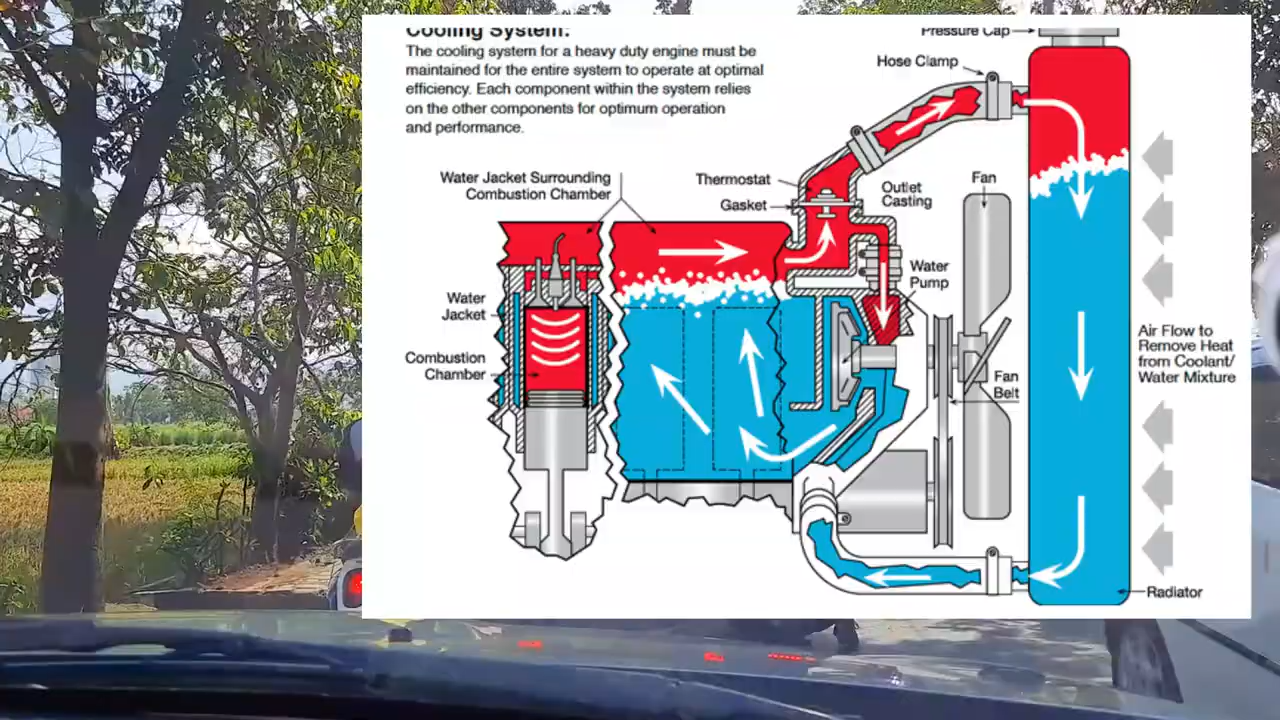 Cooling System:
The cooling system for a heavy duty engine must be
maintained for the entire system to operate at optimal
efficiency. Each component within the system relies
on the other components for optimum operation
and performance.
Pressure Cap
Hose Clamp
Water Jacket Surrounding
Combustion Chamber
Thermostat
Gasket
Outlet
Casting
Fan
Water
Pump
Water
Jacket
Combustion
Chamber
Fan
Belt
Air Flow to
Remove Heat
from Coolant/
Water Mixture
Radiator